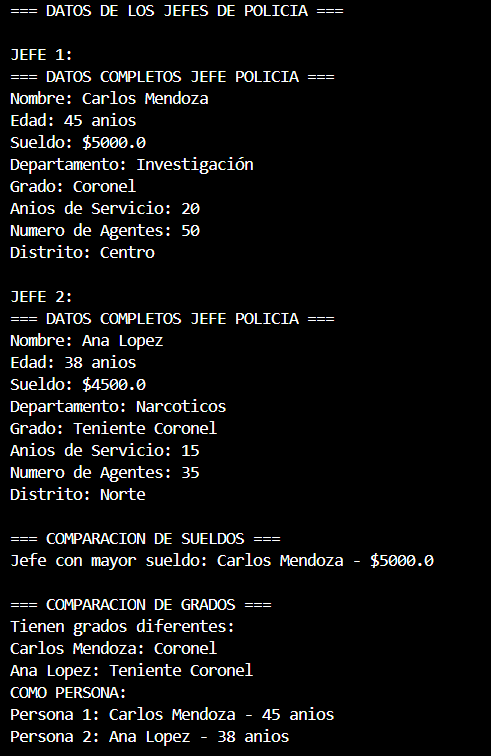 === DATOS DE LOS JEFES DE POLICIA ===
JEFE 1:
=== DATOS COMPLETOS JEFE POLICIA ===
Nombre: Carlos Mendoza
Edad: 45 anios
Sueldo: $5000.0
Departamento: Investigación
Grado: Coronel
Anios de Servicio: 20
Numero de Agentes: 50
Distrito: Centro
JEFE 2:
=== DATOS COMPLETOS JEFE POLICIA ===
Nombre: Ana Lopez
Edad: 38 anios
Sueldo: $4500.0
Departamento: Narcoticos
Grado: Teniente Coronel
Anios de Servicio: 15
Numero de Agentes: 35
Distrito: Norte
=== COMPARACION DE SUELDOS ===
Jefe con mayor sueldo: Carlos Mendoza - $5000.0
=== COMPARACION DE GRADOS ===
Tienen grados diferentes:
Carlos Mendoza: Coronel
Ana Lopez: Teniente Coronel
COMO PERSONA:
Persona 1: Carlos Mendoza - 45 anios
Persona 2: Ana Lopez - 38 anios